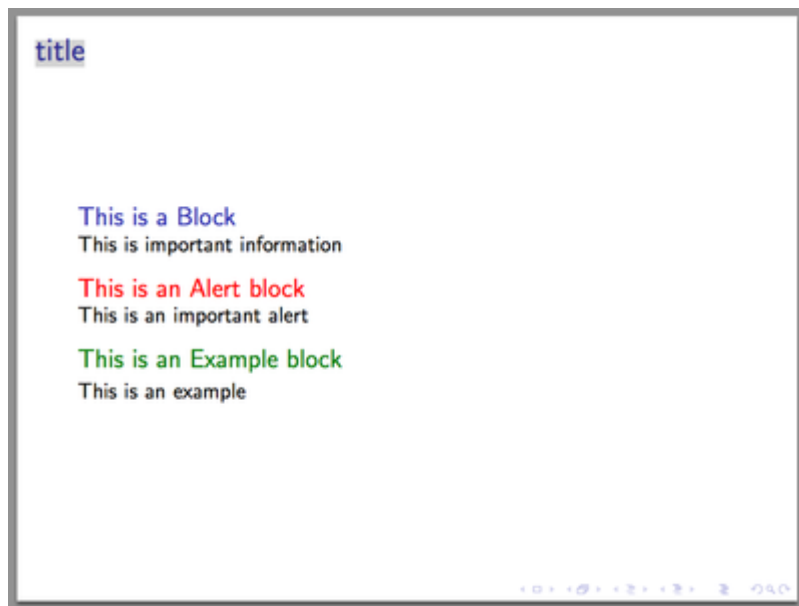 title
This is a Block
This is important information
This is an Alert block
This is an important alert
This is an Example block
This is an example